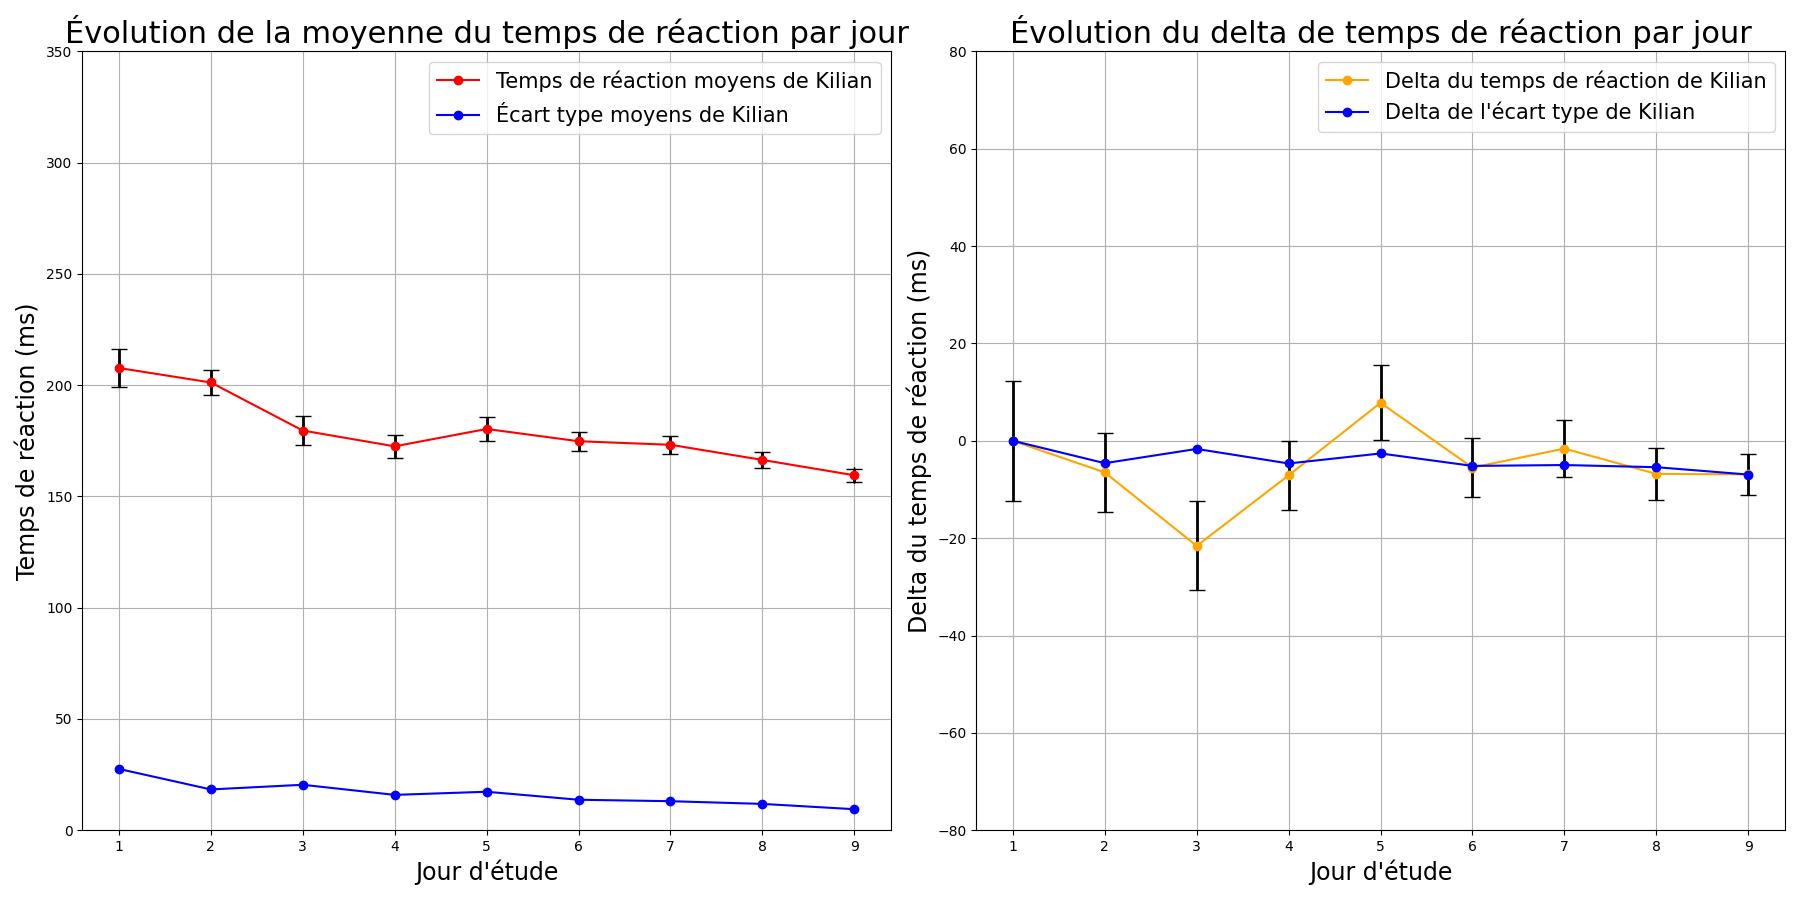 Évolution de la moyenne du temps de réaction par jour
Temps de réaction moyens de Kilian
Écart type moyens de Kilian
Temps de réaction (ms)
350
300
250
200
150
100
50
0
1 2 3 4 5 6 7 8 9
Jour d'étude
Évolution du delta de temps de réaction par jour
Delta du temps de réaction de Kilian
Delta de l'écart type de Kilian
Delta du temps de réaction (ms)
80
60
40
20
0
−20
−40
−60
−80
1 2 3 4 5 6 7 8 9
Jour d'étude